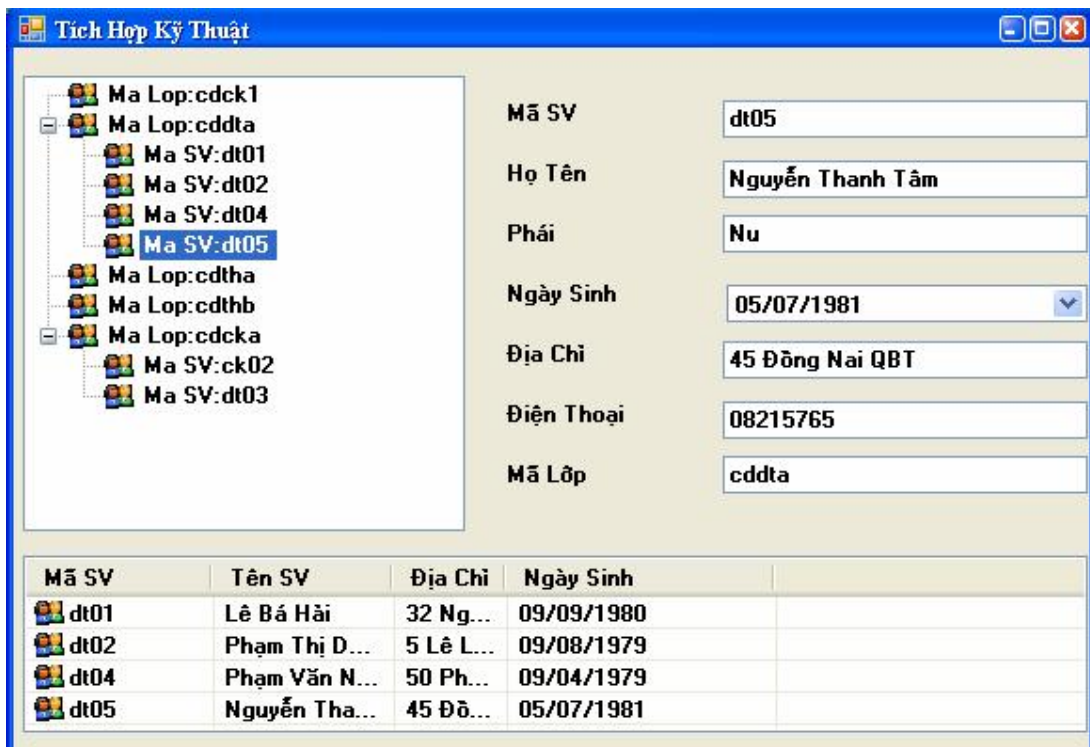 Tích Hợp Kỹ Thuật
Ma Lop:cdck1
Ma Lop:cddta
Ma SV:dt01
Ma SV:dt02
Ma SV:dt04
Ma SV:dt05
Ma Lop:cdtha
Ma Lop:cdthb
Ma Lop:cdcka
Ma SV:ck02
Ma SV:dt03
Mã SV dt05
Họ Tên Nguyễn Thanh Tâm
Phái Nu
Ngày Sinh 05/07/1981
Địa Chỉ 45 Đồng Nai QBT
Điện Thoại 08215765
Mã Lớp cddta
Mã SV Tên SV Địa Chỉ Ngày Sinh
dt01 Lê Bá Hải 32 Ng... 09/09/1980
dt02 Phạm Thị D... 5 Lê L... 09/08/1979
dt04 Phạm Văn N... 50 Ph... 09/04/1979
dt05 Nguyễn Tha... 45 Đồ... 05/07/1981